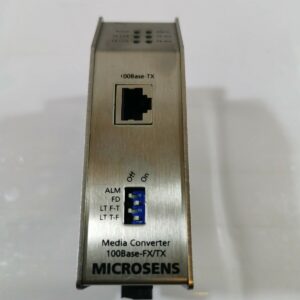 100Base-TX
Off
On
ALM
FD
LT F-T
LT T-F
Media Converter
100Base-FX/TX
MICROSENS